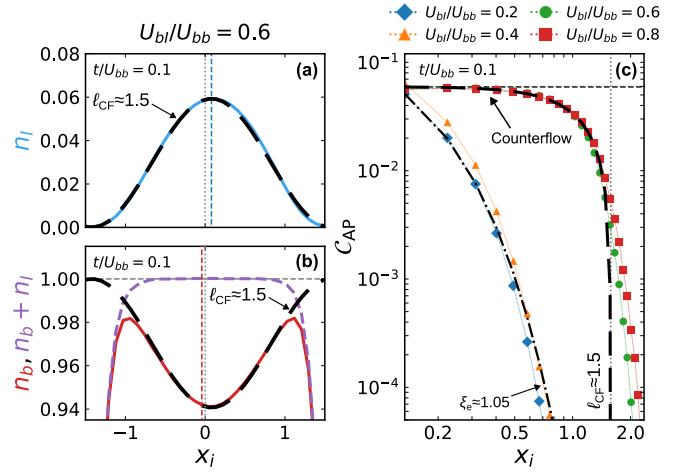 U_bl/U_bb = 0.6
U_bl/U_bb = 0.2
U_bl/U_bb = 0.4
U_bl/U_bb = 0.6
U_bl/U_bb = 0.8
t/U_bb = 0.1
(a)
ℓ_CF≈1.5
n_I
0.08
0.06
0.04
0.02
0.00
t/U_bb = 0.1
(b)
ℓ_CF≈1.5
n_b, n_b + n_I
1.00
0.98
0.96
0.94
−1
0
1
x_i
t/U_bb = 0.1
(c)
Counterflow
C_AP
10⁻¹
10⁻²
10⁻³
10⁻⁴
ξ_e≈1.05
ℓ_CF≈1.5
0.2
0.5
1.0
2.0
x_i